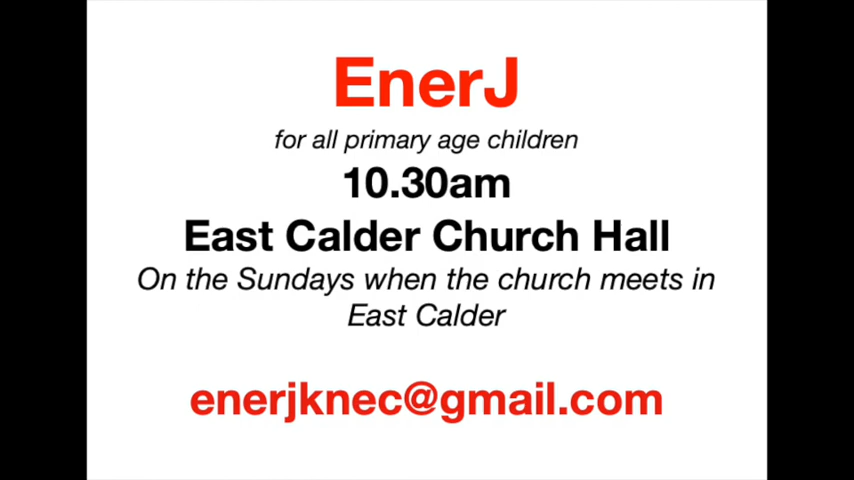 EnerJ
for all primary age children
10.30am
East Calder Church Hall
On the Sundays when the church meets in
East Calder
enerjknec@gmail.com